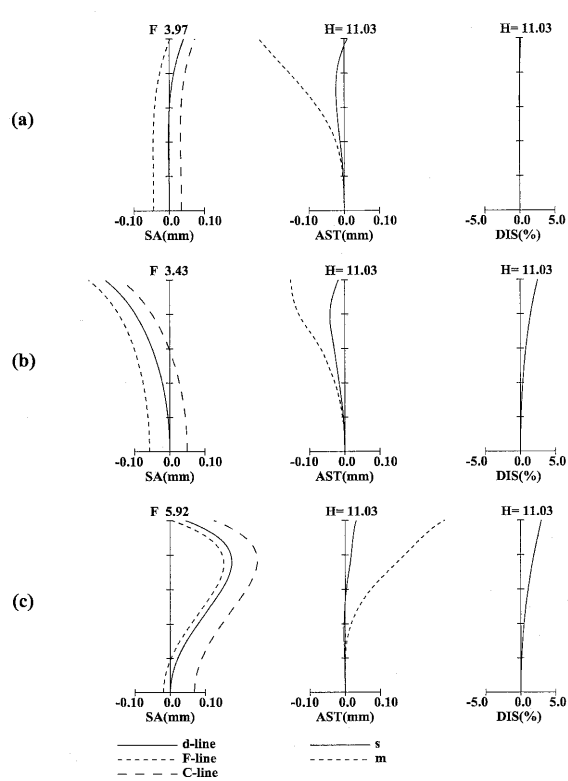 F 3.97 H= 11.03 H= 11.03
(a)
-0.10 0.0 0.10 -0.10 0.0 0.10 -5.0 0.0 5.0
SA(mm) AST(mm) DIS(%)
F 3.43 H= 11.03 H= 11.03
(b)
-0.10 0.0 0.10 -0.10 0.0 0.10 -5.0 0.0 5.0
SA(mm) AST(mm) DIS(%)
F 5.92 H= 11.03 H= 11.03
(c)
-0.10 0.0 0.10 -0.10 0.0 0.10 -5.0 0.0 5.0
SA(mm) AST(mm) DIS(%)
d-line s
F-line m
C-line